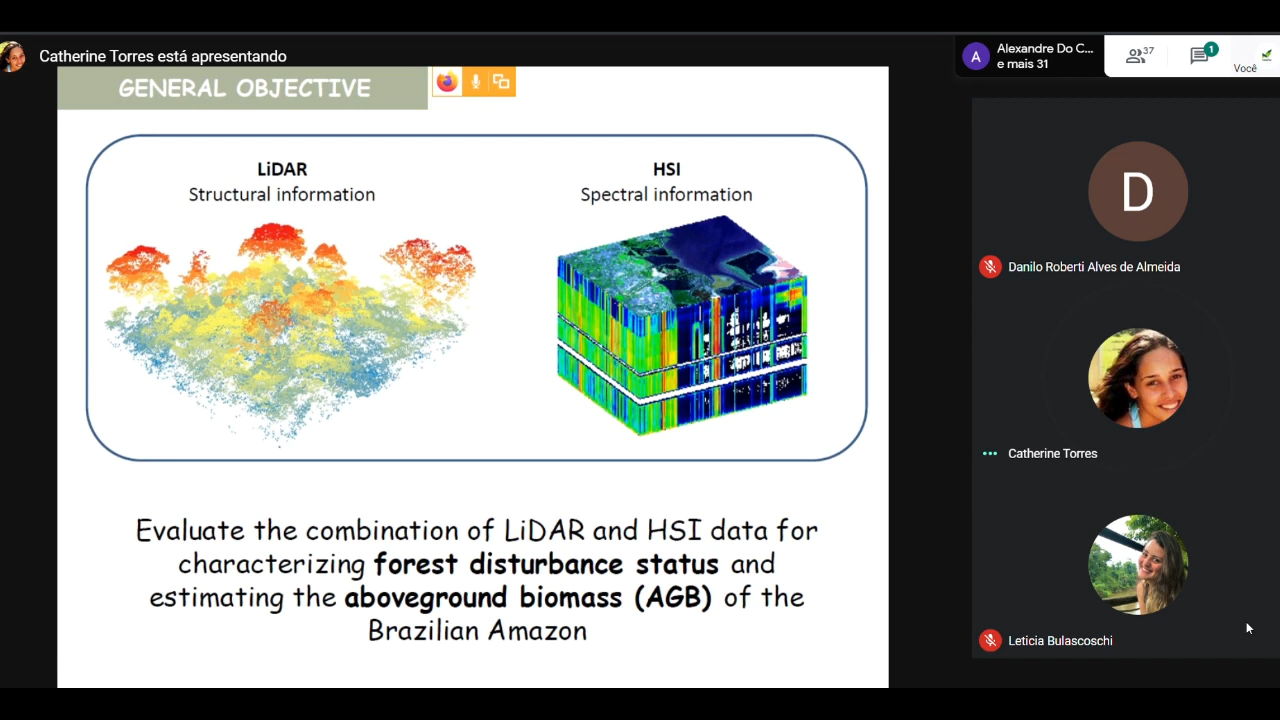 Catherine Torres está apresentando
Alexandre Do C...
e mais 31
A
37
1
Você
GENERAL OBJECTIVE
LiDAR
Structural information
HSI
Spectral information
Evaluate the combination of LiDAR and HSI data for
characterizing forest disturbance status and
estimating the aboveground biomass (AGB) of the
Brazilian Amazon
D
Danilo Roberti Alves de Almeida
Catherine Torres
Leticia Bulascoschi